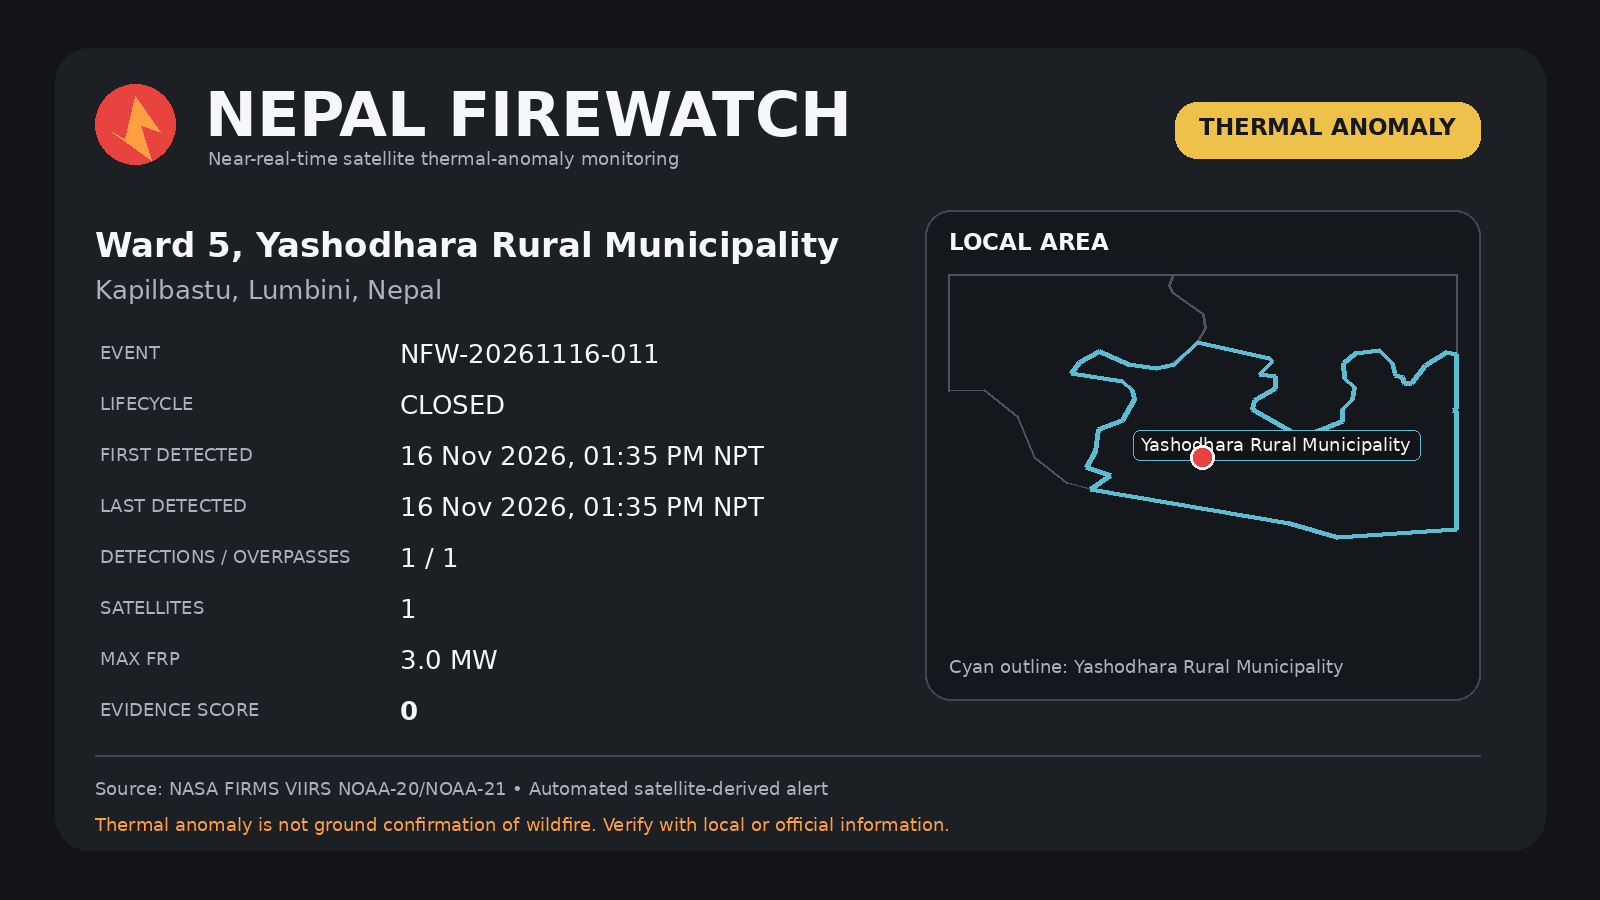 NEPAL FIREWATCH
Near-real-time satellite thermal-anomaly monitoring
THERMAL ANOMALY
Ward 5, Yashodhara Rural Municipality
Kapilbastu, Lumbini, Nepal
EVENT NFW-20261116-011
LIFECYCLE CLOSED
FIRST DETECTED 16 Nov 2026, 01:35 PM NPT
LAST DETECTED 16 Nov 2026, 01:35 PM NPT
DETECTIONS / OVERPASSES 1 / 1
SATELLITES 1
MAX FRP 3.0 MW
EVIDENCE SCORE 0
LOCAL AREA
Yashodhara Rural Municipality
Cyan outline: Yashodhara Rural Municipality
Source: NASA FIRMS VIIRS NOAA-20/NOAA-21 • Automated satellite-derived alert
Thermal anomaly is not ground confirmation of wildfire. Verify with local or official information.